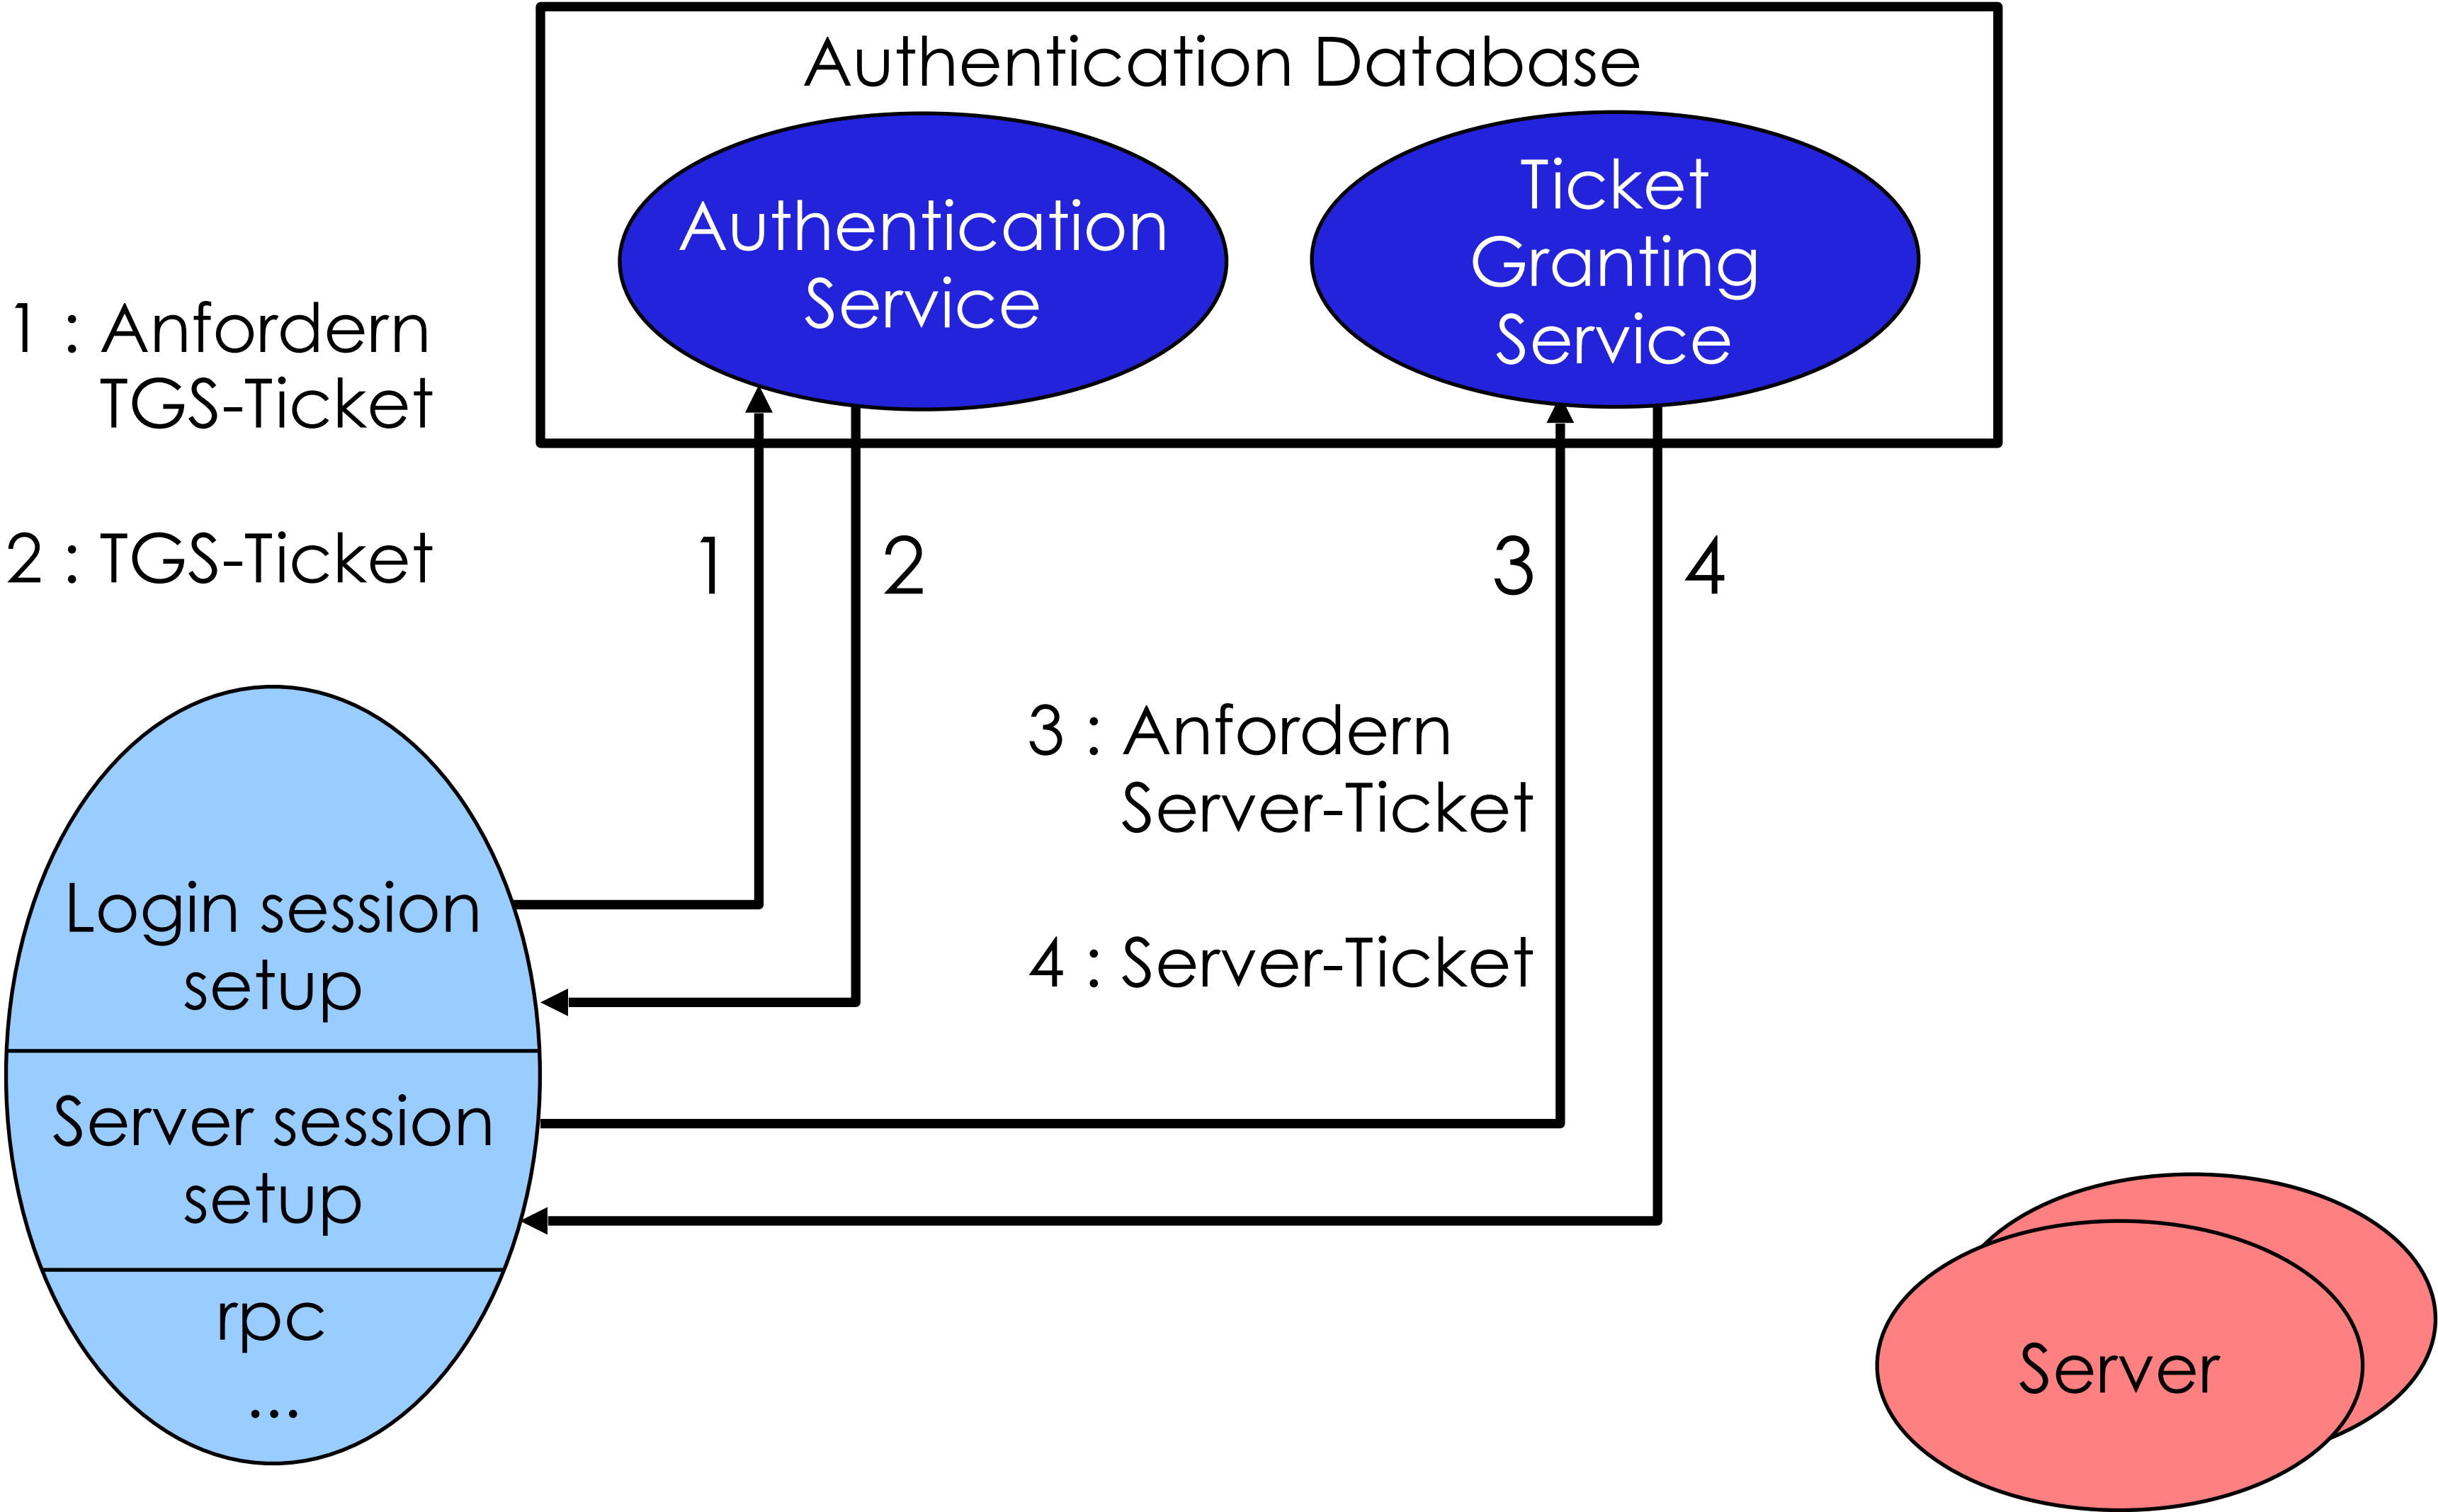 Authentication Database
Authentication
Service
Ticket
Granting
Service
1 : Anfordern
TGS-Ticket
2 : TGS-Ticket
1
2
3
4
3 : Anfordern
Server-Ticket
4 : Server-Ticket
Login session
setup
Server session
setup
rpc
...
Server